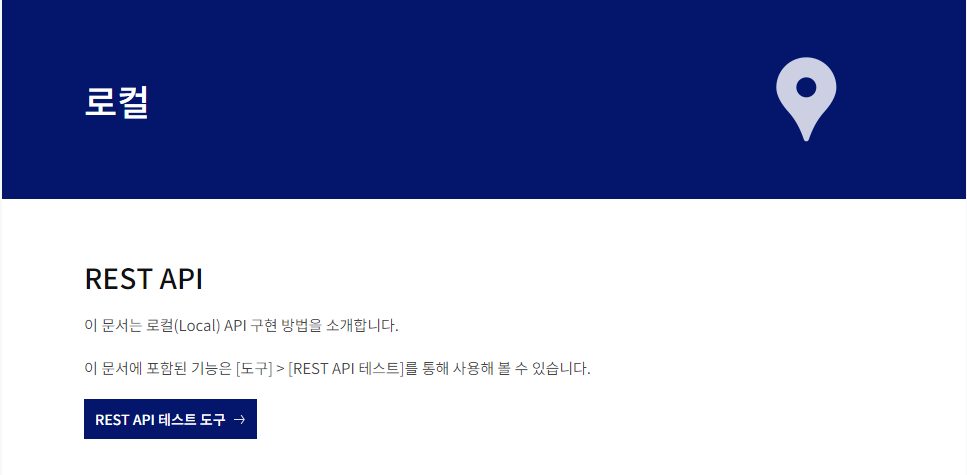 로컬
REST API
이 문서는 로컬(Local) API 구현 방법을 소개합니다.
이 문서에 포함된 기능은 [도구] > [REST API 테스트]를 통해 사용해 볼 수 있습니다.
REST API 테스트 도구 →